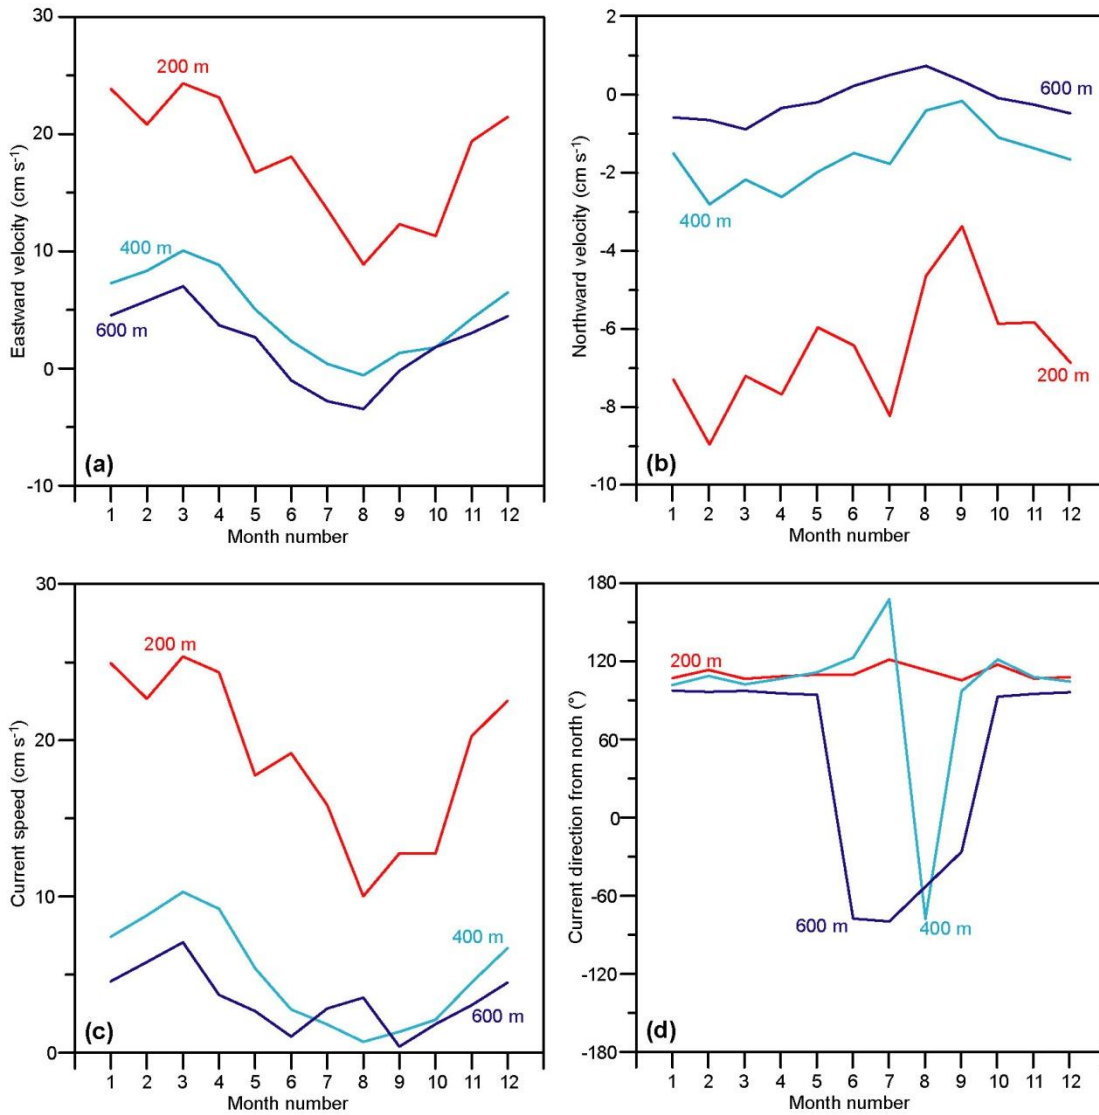 30
20
10
0
-10
Eastward velocity (cm s⁻¹)
200 m
400 m
600 m
(a)
1 2 3 4 5 6 7 8 9 10 11 12
Month number
2
0
-2
-4
-6
-8
-10
Northward velocity (cm s⁻¹)
600 m
400 m
200 m
(b)
1 2 3 4 5 6 7 8 9 10 11 12
Month number
30
20
10
0
Current speed (cm s⁻¹)
200 m
400 m
600 m
(c)
1 2 3 4 5 6 7 8 9 10 11 12
Month number
180
120
60
0
-60
-120
-180
Current direction from north (°)
200 m
600 m
400 m
(d)
1 2 3 4 5 6 7 8 9 10 11 12
Month number